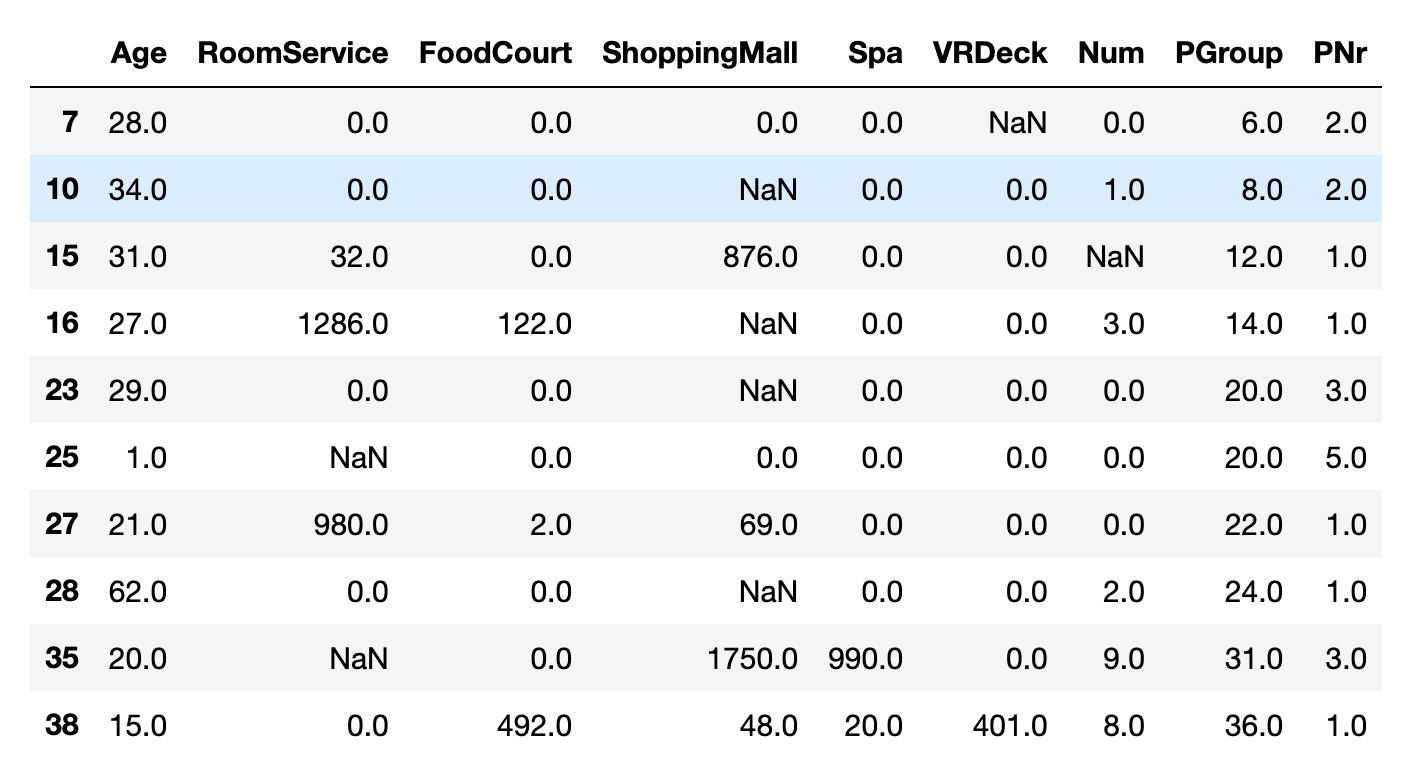 Age RoomService FoodCourt ShoppingMall Spa VRDeck Num PGroup PNr
7 28.0 0.0 0.0 0.0 0.0 NaN 0.0 6.0 2.0
10 34.0 0.0 0.0 NaN 0.0 0.0 1.0 8.0 2.0
15 31.0 32.0 0.0 876.0 0.0 0.0 NaN 12.0 1.0
16 27.0 1286.0 122.0 NaN 0.0 0.0 3.0 14.0 1.0
23 29.0 0.0 0.0 NaN 0.0 0.0 0.0 20.0 3.0
25 1.0 NaN 0.0 0.0 0.0 0.0 0.0 20.0 5.0
27 21.0 980.0 2.0 69.0 0.0 0.0 0.0 22.0 1.0
28 62.0 0.0 0.0 NaN 0.0 0.0 2.0 24.0 1.0
35 20.0 NaN 0.0 1750.0 990.0 0.0 9.0 31.0 3.0
38 15.0 0.0 492.0 48.0 20.0 401.0 8.0 36.0 1.0